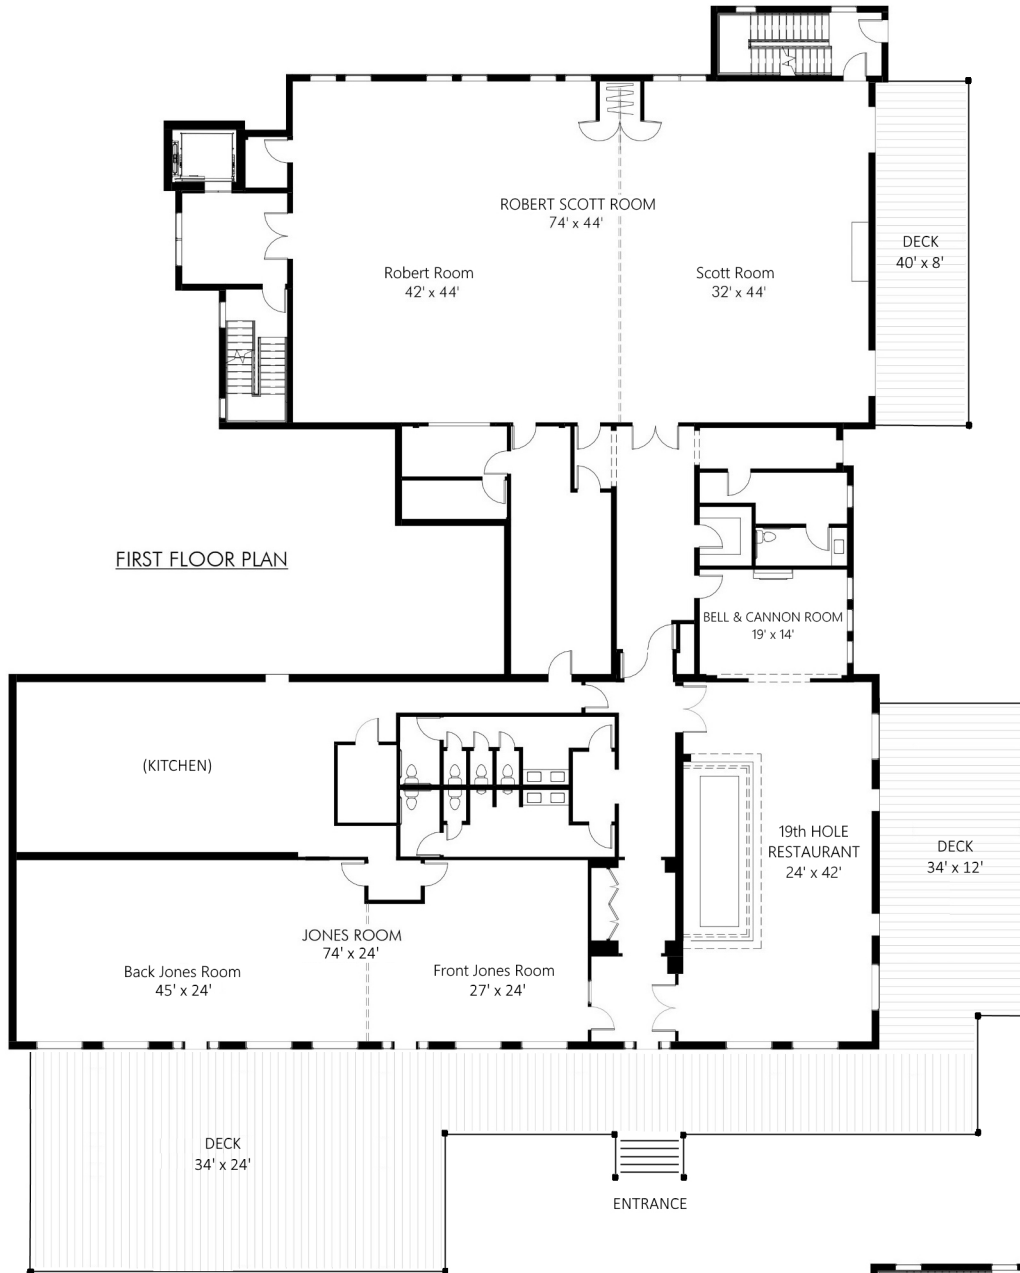 ROBERT SCOTT ROOM
74' x 44'
DECK
40' x 8'
Robert Room
42' x 44'
Scott Room
32' x 44'
FIRST FLOOR PLAN
BELL & CANNON ROOM
19' x 14'
(KITCHEN)
19th HOLE
RESTAURANT
24' x 42'
DECK
34' x 12'
JONES ROOM
74' x 24'
Back Jones Room
45' x 24'
Front Jones Room
27' x 24'
DECK
34' x 24'
ENTRANCE